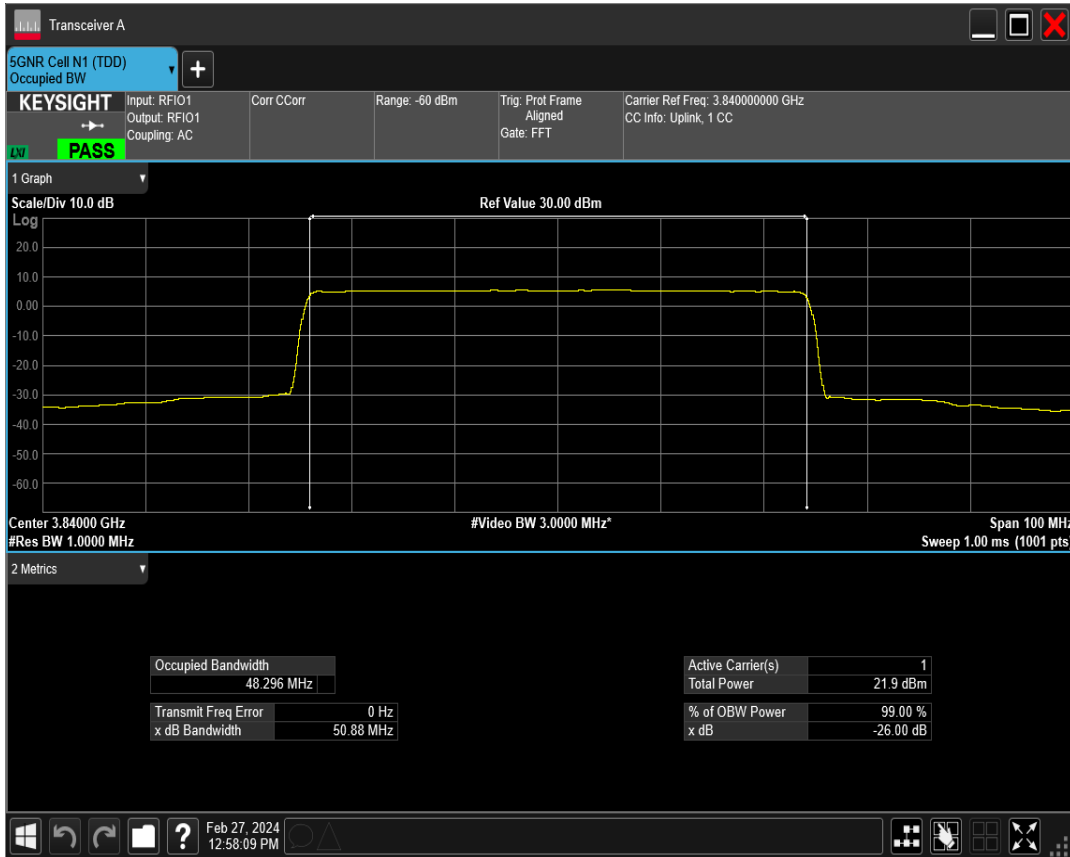 Transceiver A
5GNR Cell N1 (TDD)
Occupied BW
+
KEYSIGHT
LXI
PASS
Input: RFIO1
Output: RFIO1
Coupling: AC
Corr CCorr
Range: -60 dBm
Trig: Prot Frame
Aligned
Gate: FFT
Carrier Ref Freq: 3.840000000 GHz
CC Info: Uplink, 1 CC
1 Graph
Scale/Div 10.0 dB
Ref Value 30.00 dBm
Log
20.0
10.0
0.00
-10.0
-20.0
-30.0
-40.0
-50.0
-60.0
Center 3.84000 GHz
#Video BW 3.0000 MHz*
Span 100 MHz
#Res BW 1.0000 MHz
Sweep 1.00 ms (1001 pts)
2 Metrics
Occupied Bandwidth
48.296 MHz
Transmit Freq Error 0 Hz
x dB Bandwidth 50.88 MHz
Active Carrier(s) 1
Total Power 21.9 dBm
% of OBW Power 99.00 %
x dB -26.00 dB
?
Feb 27, 2024
12:58:09 PM